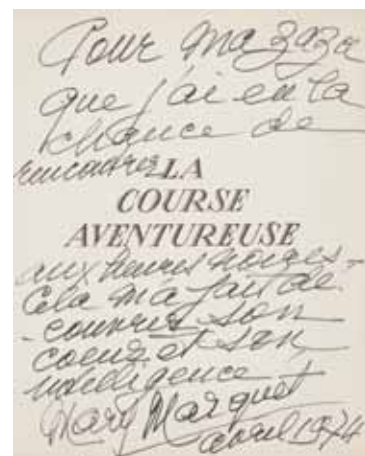 Pour ma Zaza
que j'ai eu la
chance de
rencontrer LA
COURSE
AVENTUREUSE
aux heures noires -
Cela m'a fait dé
- couvrir son
coeur et son
intelligence
Mary Marquet
avril 1974